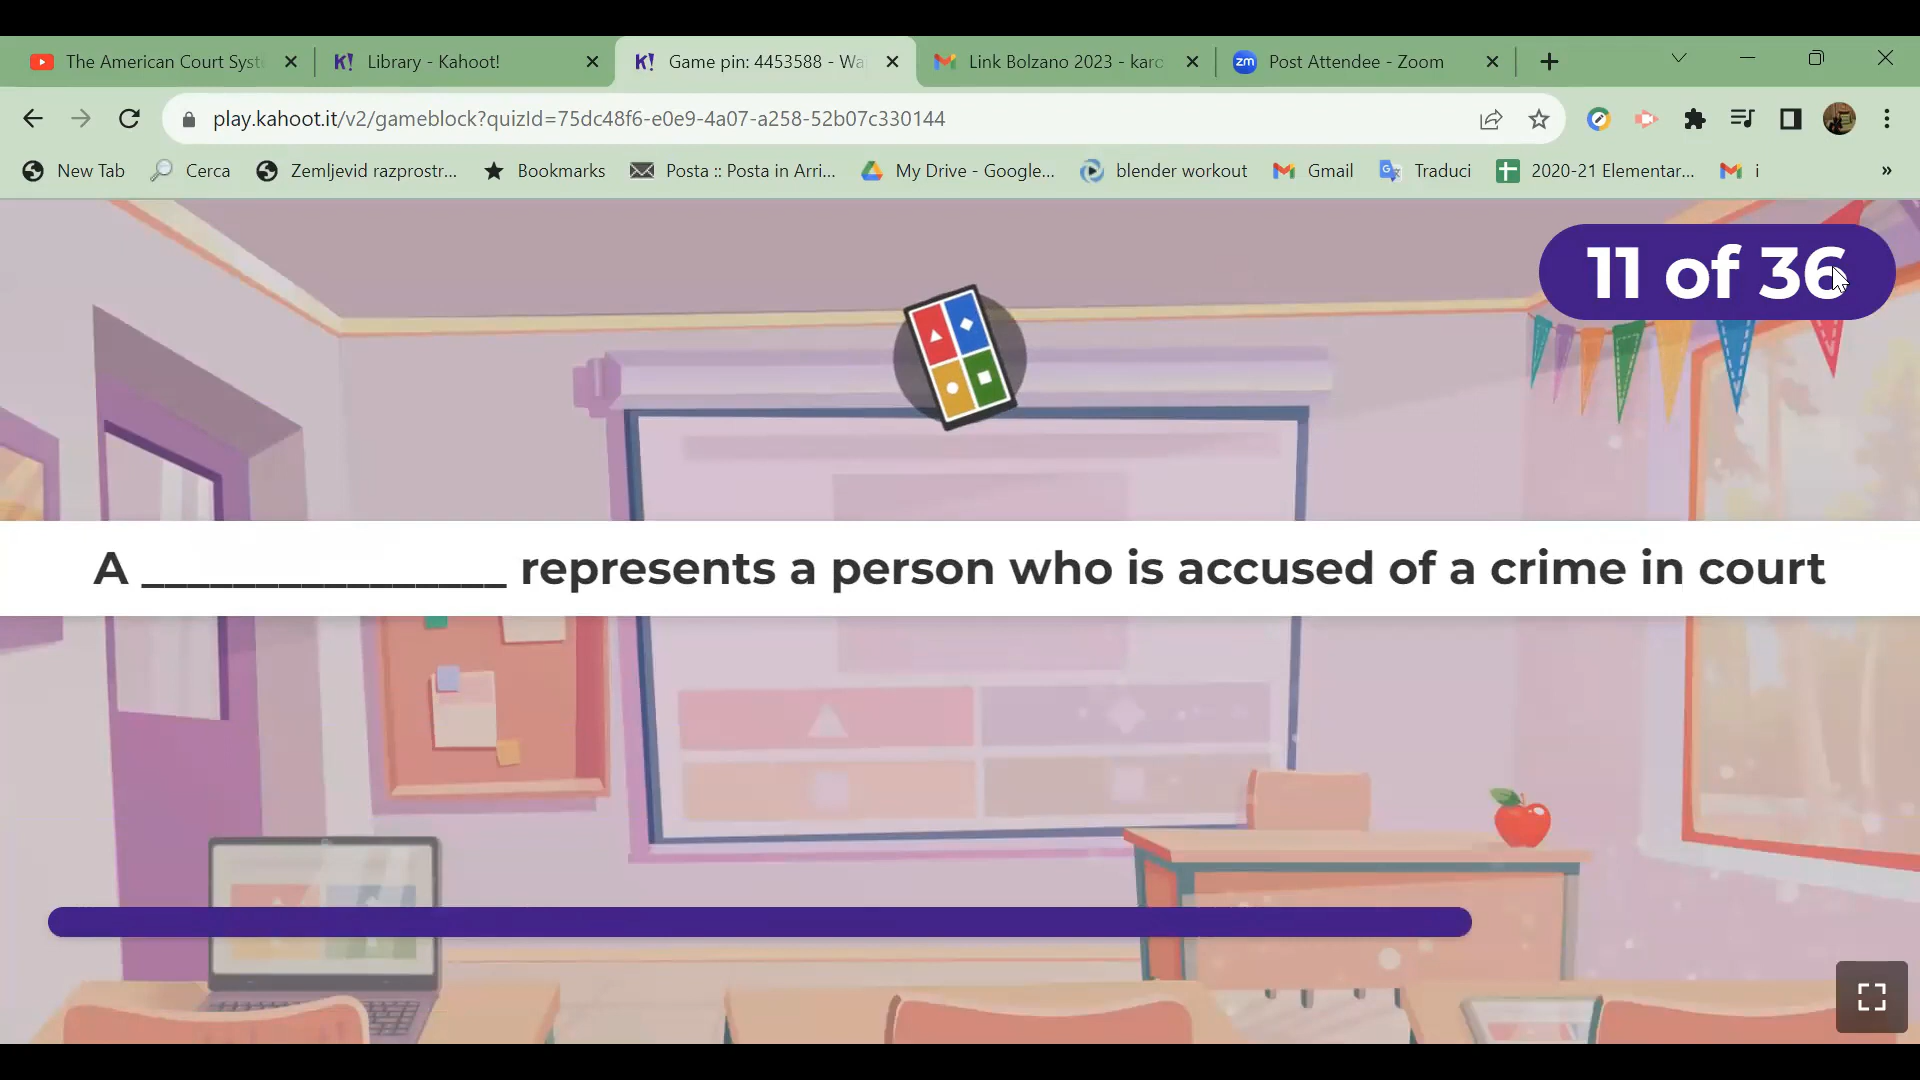 The American Court Syste
Library - Kahoot!
Game pin: 4453588 - Wa
Link Bolzano 2023 - karo
Post Attendee - Zoom
play.kahoot.it/v2/gameblock?quizId=75dc48f6-e0e9-4a07-a258-52b07c330144
New Tab
Cerca
Zemljevid razprostr...
Bookmarks
Posta :: Posta in Arri...
My Drive - Google...
blender workout
Gmail
Traduci
2020-21 Elementar...
i
»
11 of 36
A ________________ represents a person who is accused of a crime in court